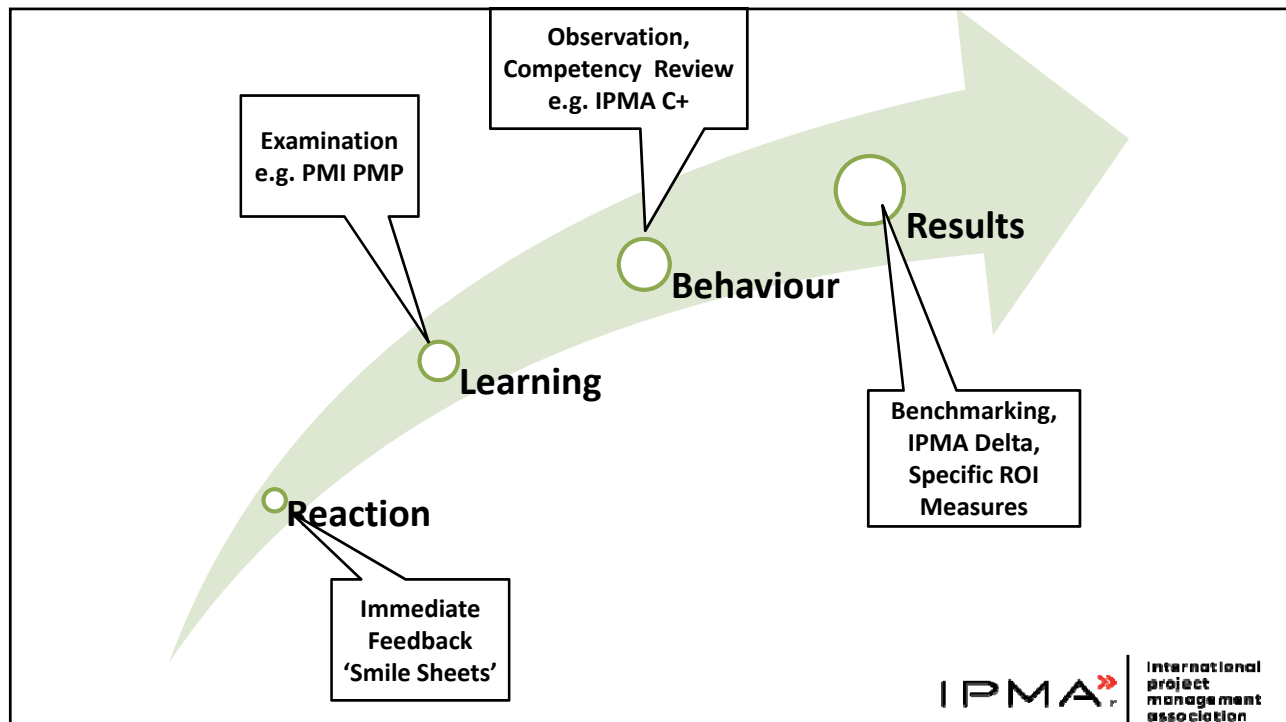 Observation,
Competency Review
e.g. IPMA C+
Examination
e.g. PMI PMP
Results
Behaviour
Learning
Benchmarking,
IPMA Delta,
Specific ROI
Measures
Reaction
Immediate
Feedback
‘Smile Sheets’
IPMA
r
international
project
management
association